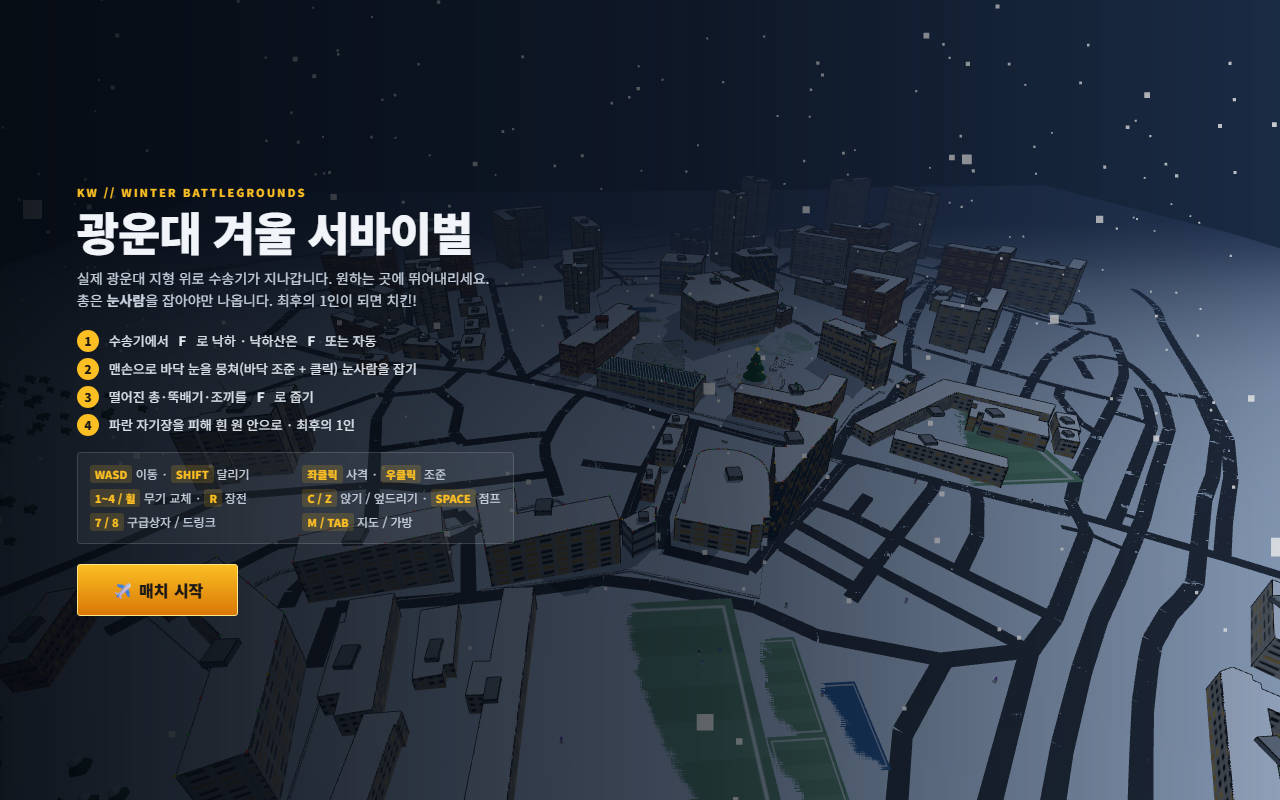 KW // WINTER BATTLEGROUNDS
광운대 겨울 서바이벌
실제 광운대 지형 위로 수송기가 지나갑니다. 원하는 곳에 뛰어내리세요.
총은 눈사람을 잡아야만 나옵니다. 최후의 1인이 되면 치킨!
1 수송기에서 F 로 낙하 · 낙하산은 F 또는 자동
2 맨손으로 바닥 눈을 뭉쳐(바닥 조준 + 클릭) 눈사람을 잡기
3 떨어진 총·뚝배기·조끼를 F 로 줍기
4 파란 자기장을 피해 흰 원 안으로 · 최후의 1인
WASD 이동 · SHIFT 달리기 좌클릭 사격 · 우클릭 조준
1~4 / 휠 무기 교체 · R 장전 C / Z 앉기 / 엎드리기 · SPACE 점프
7 / 8 구급상자 / 드링크 M / TAB 지도 / 가방
✈️ 매치 시작